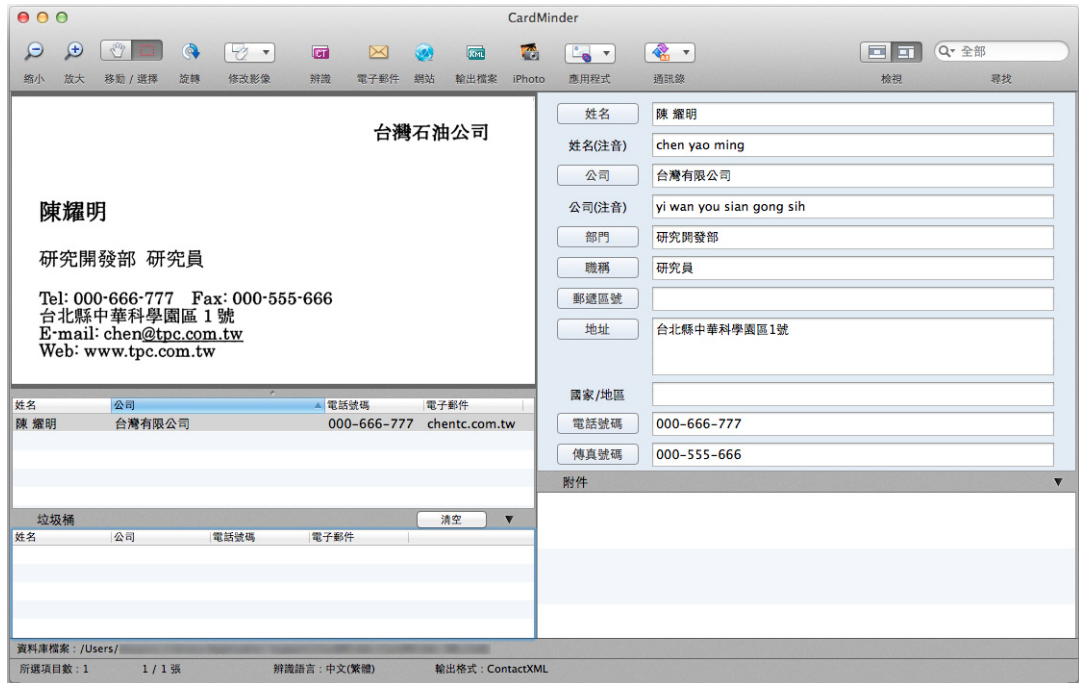 CardMinder
全部
縮小 放大 移動 / 選擇 旋轉 修改影像 辨識 電子郵件 網站 輸出檔案 iPhoto 應用程式 通訊錄 檢視 尋找
CT
XML
台灣石油公司
陳耀明
研究開發部 研究員
Tel: 000-666-777 Fax: 000-555-666
台北縣中華科學園區 1 號
E-mail: chen@tpc.com.tw
Web: www.tpc.com.tw
姓名 陳 耀明
姓名(注音) chen yao ming
公司 台灣有限公司
公司(注音) yi wan you sian gong sih
部門 研究開發部
職稱 研究員
郵遞區號
地址 台北縣中華科學園區1號
國家/地區
電話號碼 000-666-777
傳真號碼 000-555-666
附件
姓名 公司 電話號碼 電子郵件
陳 耀明 台灣有限公司 000-666-777 chentc.com.tw
垃圾桶 清空
姓名 公司 電話號碼 電子郵件
資料庫檔案 : /Users/
所選項目數 : 1 1 / 1 張 辨識語言 : 中文(繁體) 輸出格式 : ContactXML